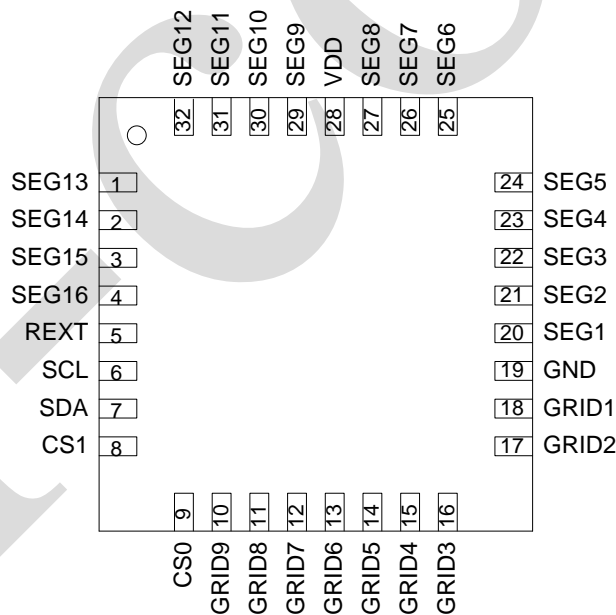 SEG12 SEG11 SEG10 SEG9 VDD SEG8 SEG7 SEG6
32 31 30 29 28 27 26 25
SEG13 1 24 SEG5
SEG14 2 23 SEG4
SEG15 3 22 SEG3
SEG16 4 21 SEG2
REXT 5 20 SEG1
SCL 6 19 GND
SDA 7 18 GRID1
CS1 8 17 GRID2
9 10 11 12 13 14 15 16
CS0 GRID9 GRID8 GRID7 GRID6 GRID5 GRID4 GRID3